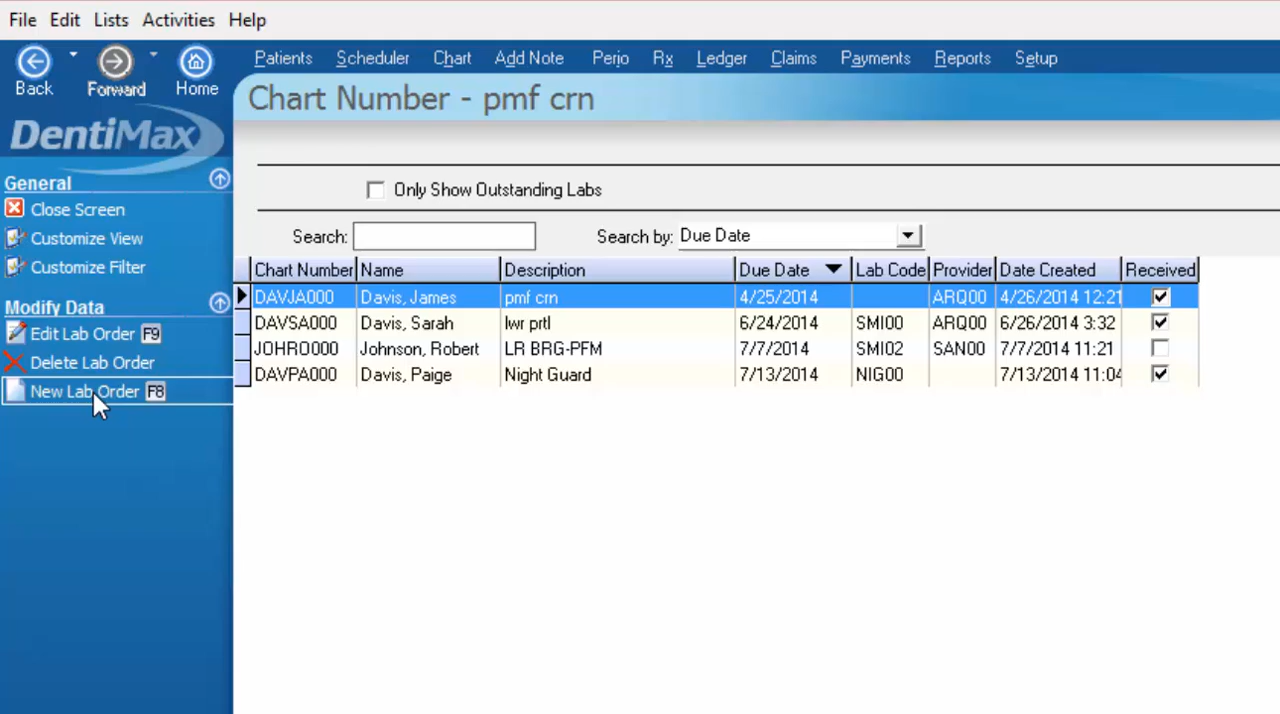 File Edit Lists Activities Help
Back Forward Home
Patients Scheduler Chart Add Note Perio Rx Ledger Claims Payments Reports Setup
Chart Number - pmf crn
DentiMax
General
Close Screen
Customize View
Customize Filter
Modify Data
Edit Lab Order F9
Delete Lab Order
New Lab Order F8
Only Show Outstanding Labs
Search: Search by: Due Date
Chart Number Name Description Due Date Lab Code Provider Date Created Received
DAVJA000 Davis, James pmf crn 4/25/2014 ARQ00 4/26/2014 12:21
DAVSA000 Davis, Sarah lwr prtl 6/24/2014 SMI00 ARQ00 6/26/2014 3:32
JOHRO000 Johnson, Robert LR BRG-PFM 7/7/2014 SMI02 SAN00 7/7/2014 11:21
DAVPA000 Davis, Paige Night Guard 7/13/2014 NIG00 7/13/2014 11:04